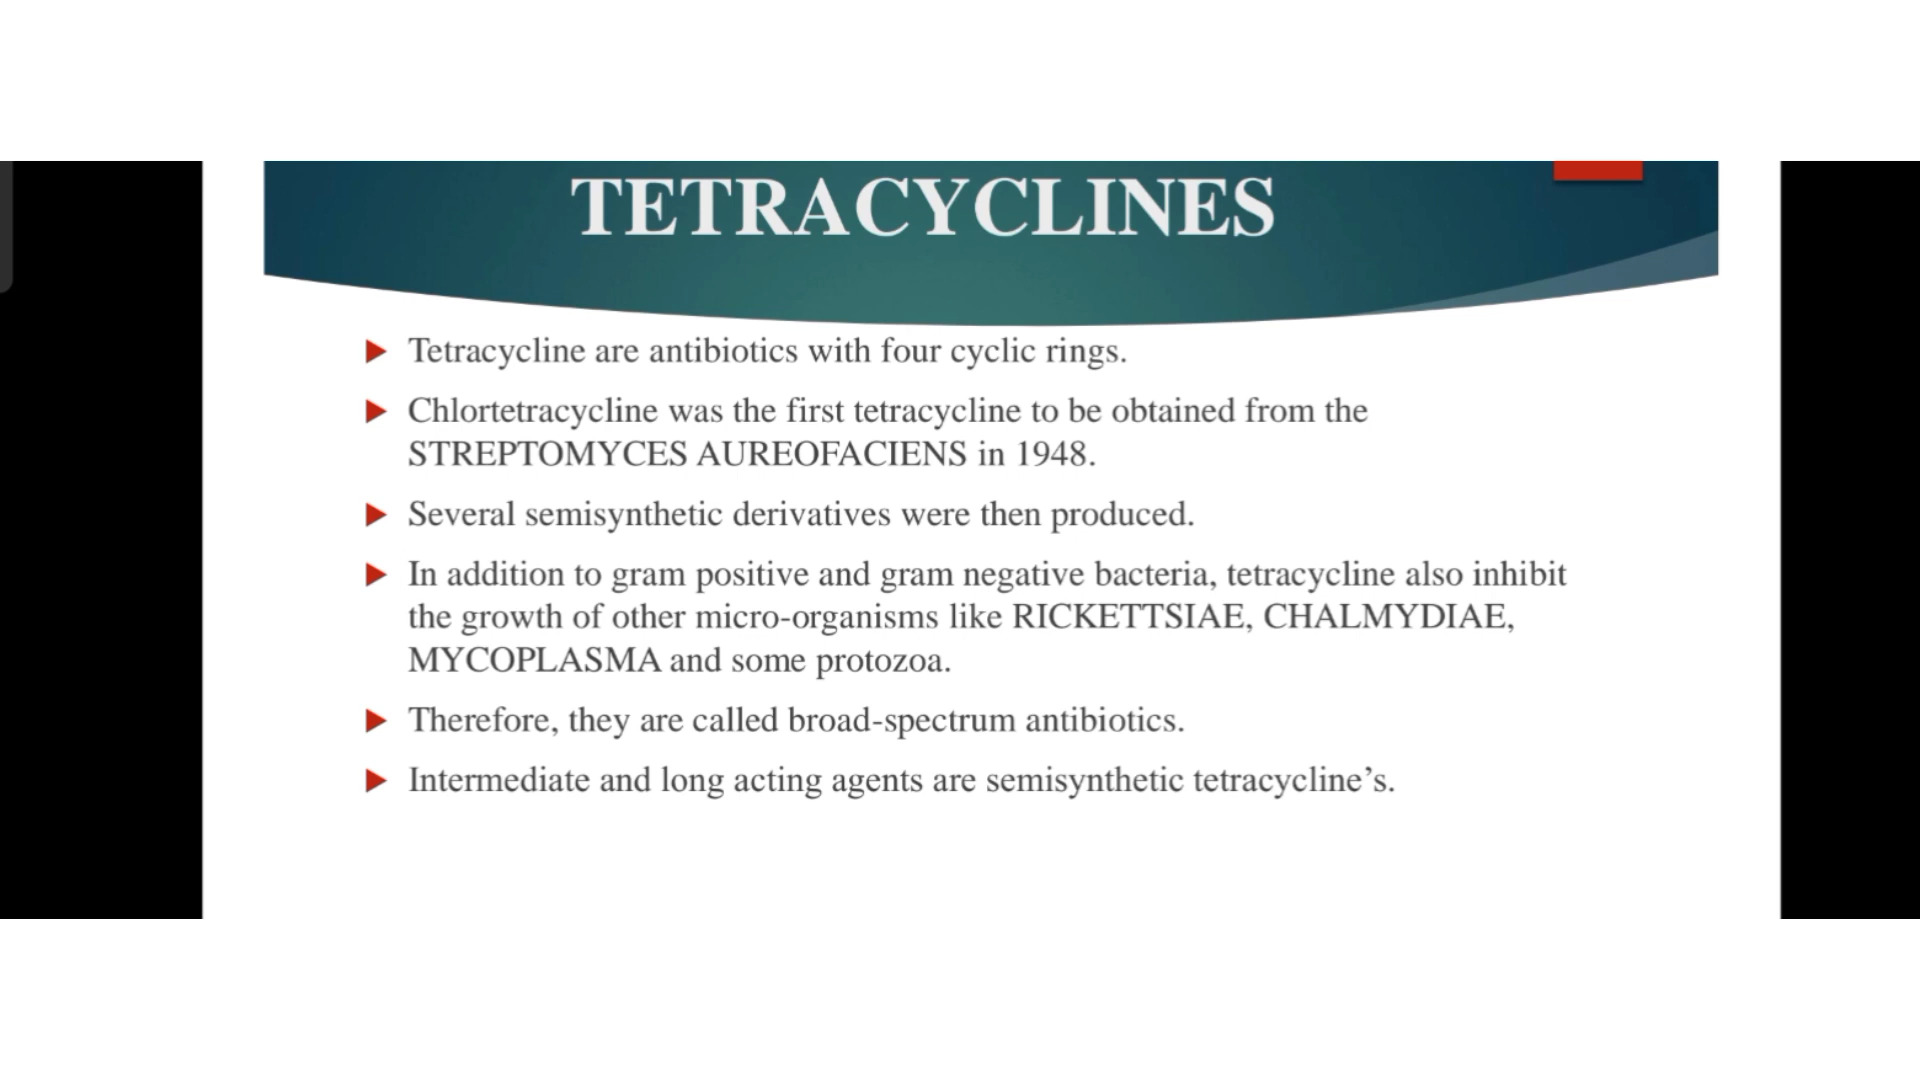 TETRACYCLINES
Tetracycline are antibiotics with four cyclic rings.
Chlortetracycline was the first tetracycline to be obtained from the
STREPTOMYCES AUREOFACIENS in 1948.
Several semisynthetic derivatives were then produced.
In addition to gram positive and gram negative bacteria, tetracycline also inhibit
the growth of other micro-organisms like RICKETTSIAE, CHALMYDIAE,
MYCOPLASMA and some protozoa.
Therefore, they are called broad-spectrum antibiotics.
Intermediate and long acting agents are semisynthetic tetracycline’s.